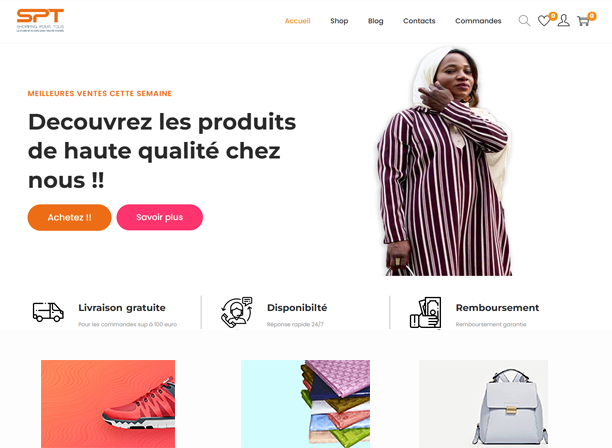 SPT
SHOPPING POUR TOUS
Accueil
Shop
Blog
Contacts
Commandes
0
0
MEILLEURES VENTES CETTE SEMAINE
Decouvrez les produits
de haute qualité chez
nous !!
Achetez !!
Savoir plus
Livraison gratuite
Pour les commandes sup à 100 euro
Disponibilté
Réponse rapide 24/7
Remboursement
Remboursement garantie